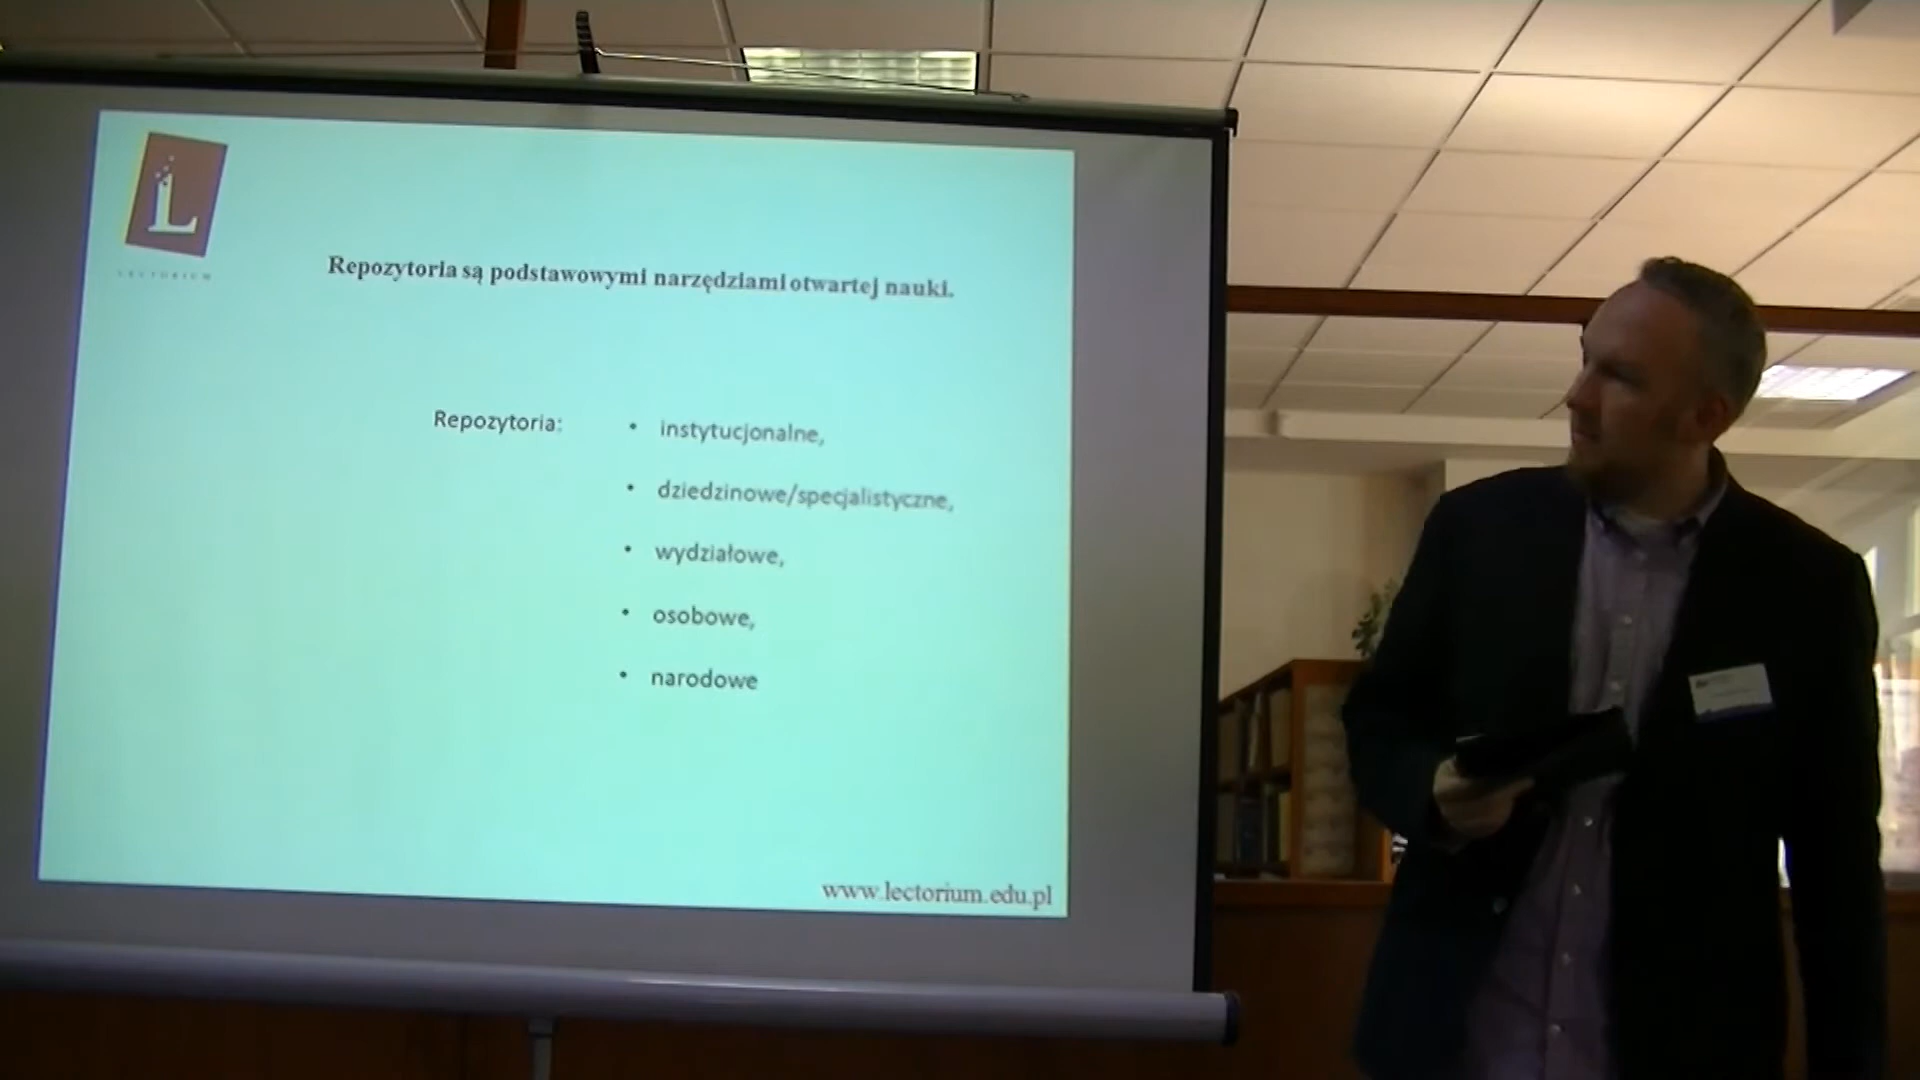 L
LECTORIUM
Repozytoria są podstawowymi narzędziami otwartej nauki.
Repozytoria:
• instytucjonalne,
• dziedzinowe/specjalistyczne,
• wydziałowe,
• osobowe,
• narodowe
www.lectorium.edu.pl